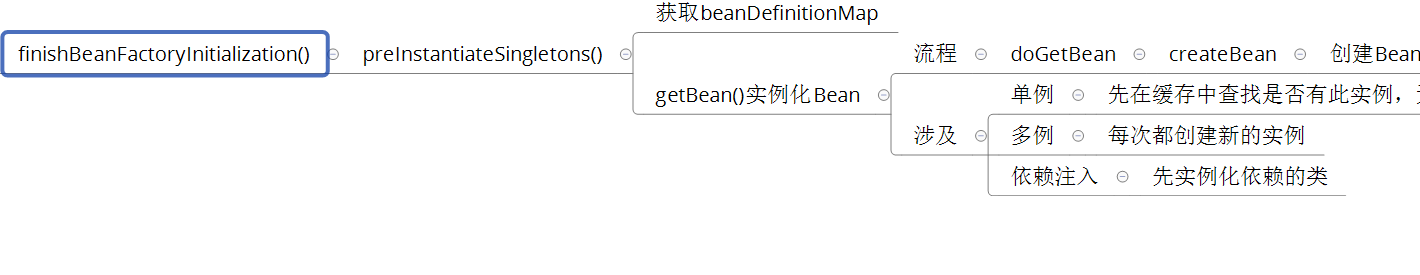 获取beanDefinitionMap
finishBeanFactoryInitialization()
preInstantiateSingletons()
流程
doGetBean
createBean
创建Bean
getBean()实例化Bean
单例
先在缓存中查找是否有此实例，
涉及
多例
每次都创建新的实例
依赖注入
先实例化依赖的类